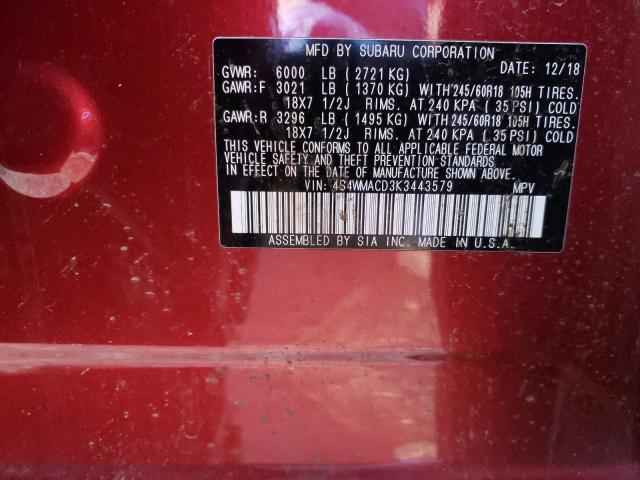 MFD BY SUBARU CORPORATION
GVWR: 6000 LB (2721 KG) DATE: 12/18
GAWR:F 3021 LB (1370 KG) WITH 245/60R18 105H TIRES.
18X7 1/2J RIMS. AT 240 KPA (35 PSI) COLD
GAWR:R 3296 LB (1495 KG) WITH 245/60R18 105H TIRES.
18X7 1/2J RIMS. AT 240 KPA (35 PSI) COLD
THIS VEHICLE CONFORMS TO ALL APPLICABLE FEDERAL MOTOR
VEHICLE SAFETY AND THEFT PREVENTION STANDARDS
IN EFFECT ON THE DATE OF MANUFACTURE SHOWN ABOVE.
VIN: 4S4WMACD3K3443579 MPV
ASSEMBLED BY SIA INC. MADE IN U.S.A.